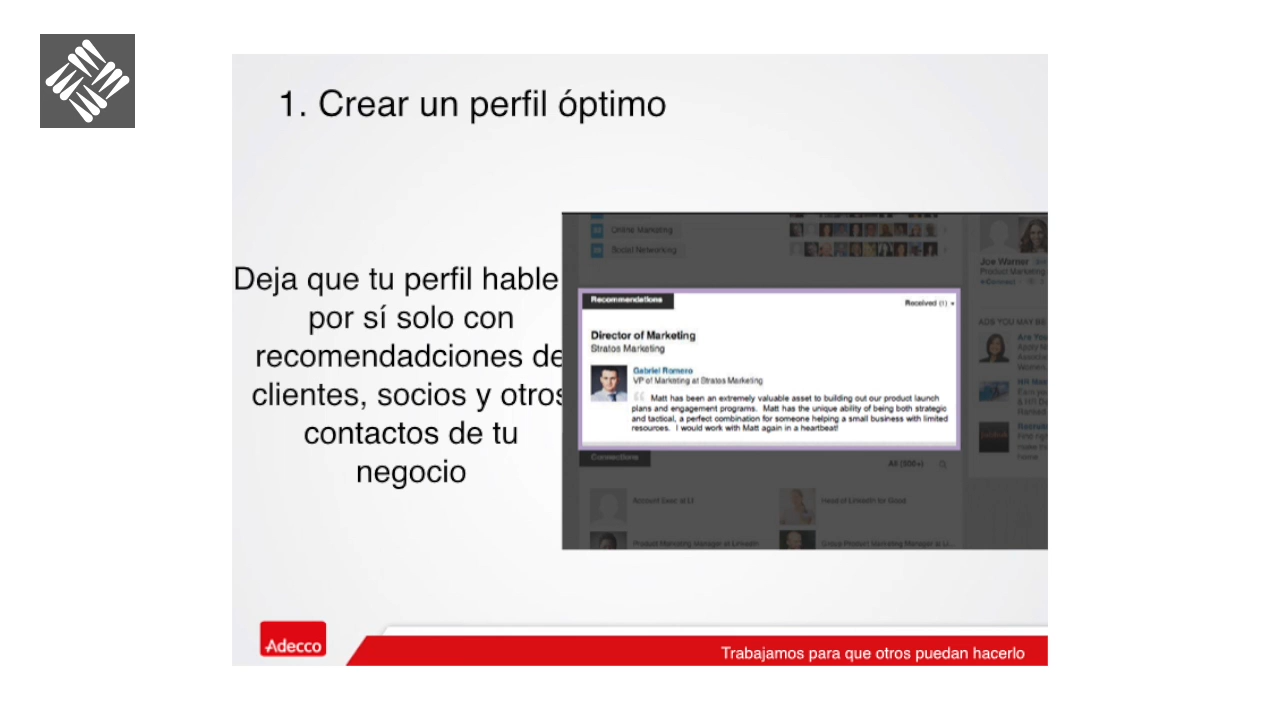 1. Crear un perfil óptimo
Deja que tu perfil hable
por sí solo con
recomendadciones de
clientes, socios y otros
contactos de tu
negocio
Online Marketing
Social Networking
Joe Warner
Product Marketing
+Connect
Recommendations
Received (1)
Director of Marketing
Stratos Marketing
Gabriel Romero
VP of Marketing at Stratos Marketing
Matt has been an extremely valuable asset to building out our product launch
plans and engagement programs. Matt has the unique ability of being both strategic
and tactical, a perfect combination for someone helping a small business with limited
resources. I would work with Matt again in a heartbeat!
ADS YOU MAY BE
Are You
Connections
All (500+)
Account Exec at LI
Head of LinkedIn for Good
Product Marketing Manager at LinkedIn
Group Product Marketing Manager at LI...
Adecco
Trabajamos para que otros puedan hacerlo